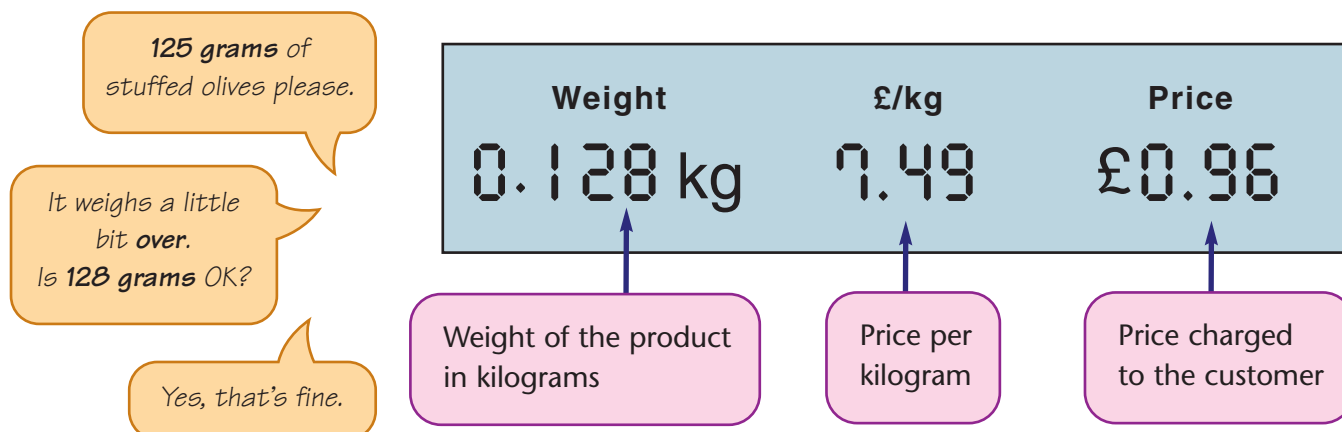 125 grams of
stuffed olives please.
It weighs a little
bit over.
Is 128 grams OK?
Yes, that's fine.
Weight £/kg Price
0.128 kg 7.49 £0.96
Weight of the product
in kilograms
Price per
kilogram
Price charged
to the customer